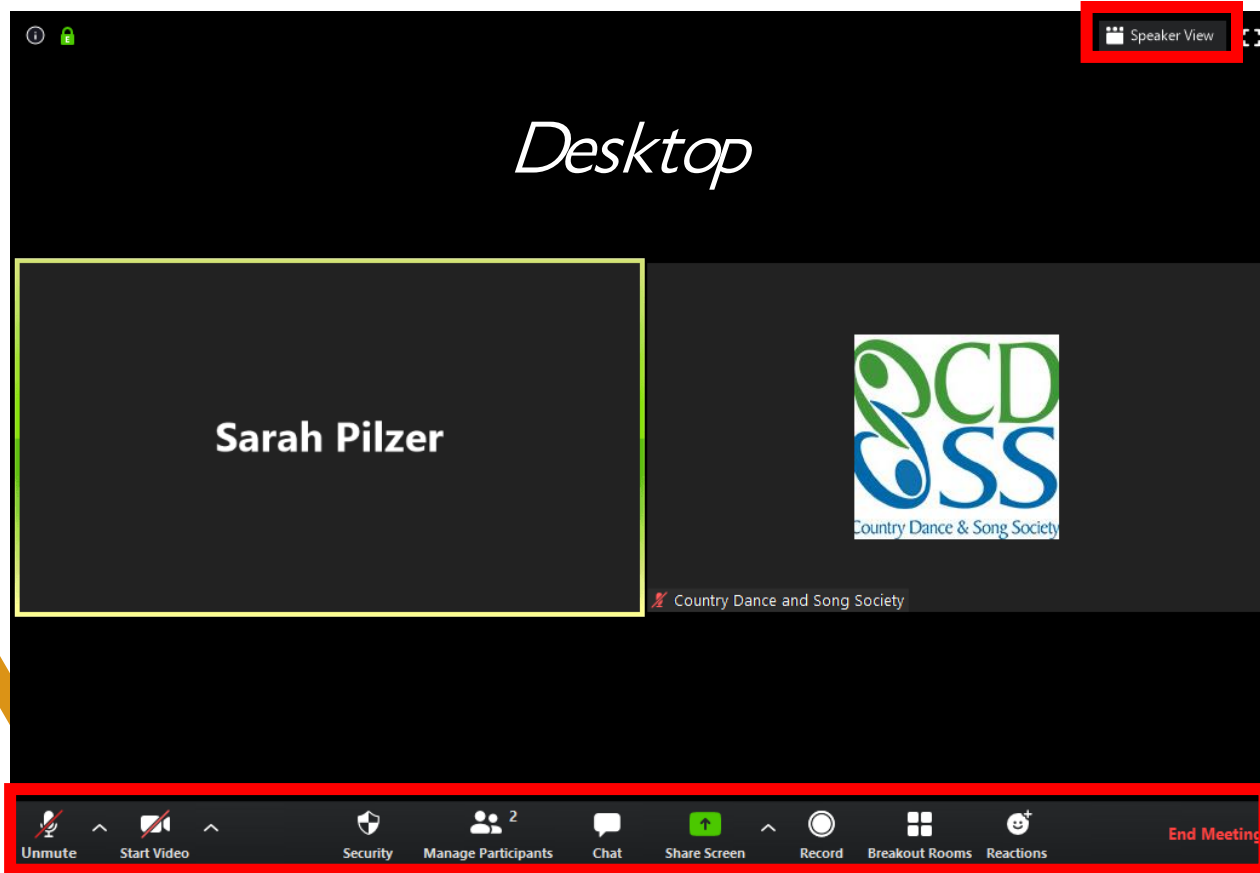 E
Speaker View
Desktop
Sarah Pilzer
CD
SS
Country Dance & Song Society
Country Dance and Song Society
2
Unmute
Start Video
Security
Manage Participants
Chat
Share Screen
Record
Breakout Rooms
Reactions
End Meeting